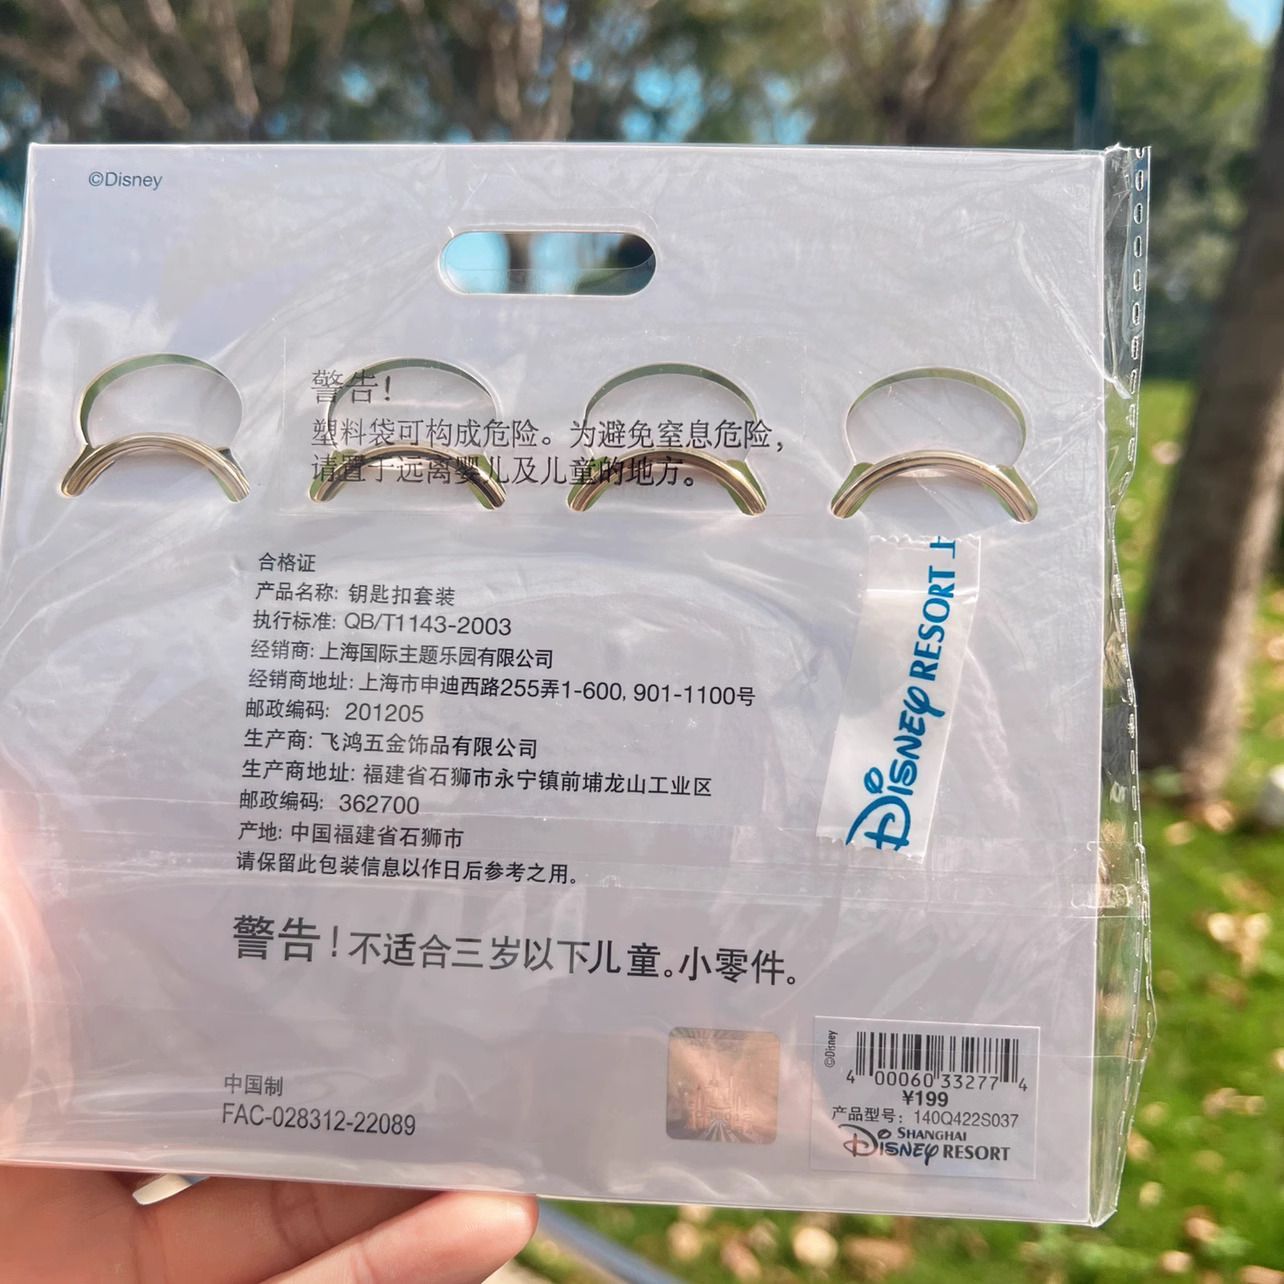 ©Disney
警告!
塑料袋可构成危险。为避免窒息危险，
请置于远离婴儿及儿童的地方。
合格证
产品名称: 钥匙扣套装
执行标准: QB/T1143-2003
经销商: 上海国际主题乐园有限公司
经销商地址: 上海市申迪西路255弄1-600, 901-1100号
邮政编码: 201205
生产商: 飞鸿五金饰品有限公司
生产商地址: 福建省石狮市永宁镇前埔龙山工业区
邮政编码: 362700
产地: 中国福建省石狮市
请保留此包装信息以作日后参考之用。
DISNEY RESORT 上
警告! 不适合三岁以下儿童。小零件。
中国制
FAC-028312-22089
©Disney
4 00060 33277 4
¥199
产品型号: 140Q422S037
SHANGHAI
DISNEY RESORT